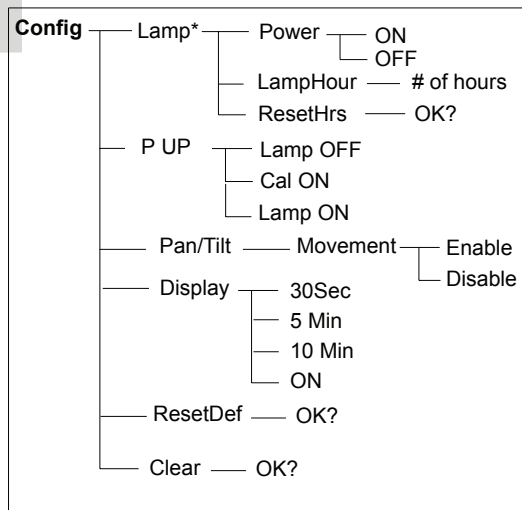 Config Lamp* Power ON
OFF
LampHour # of hours
ResetHrs OK?
P UP Lamp OFF
Cal ON
Lamp ON
Pan/Tilt Movement Enable
Disable
Display 30Sec
5 Min
10 Min
ON
ResetDef OK?
Clear OK?